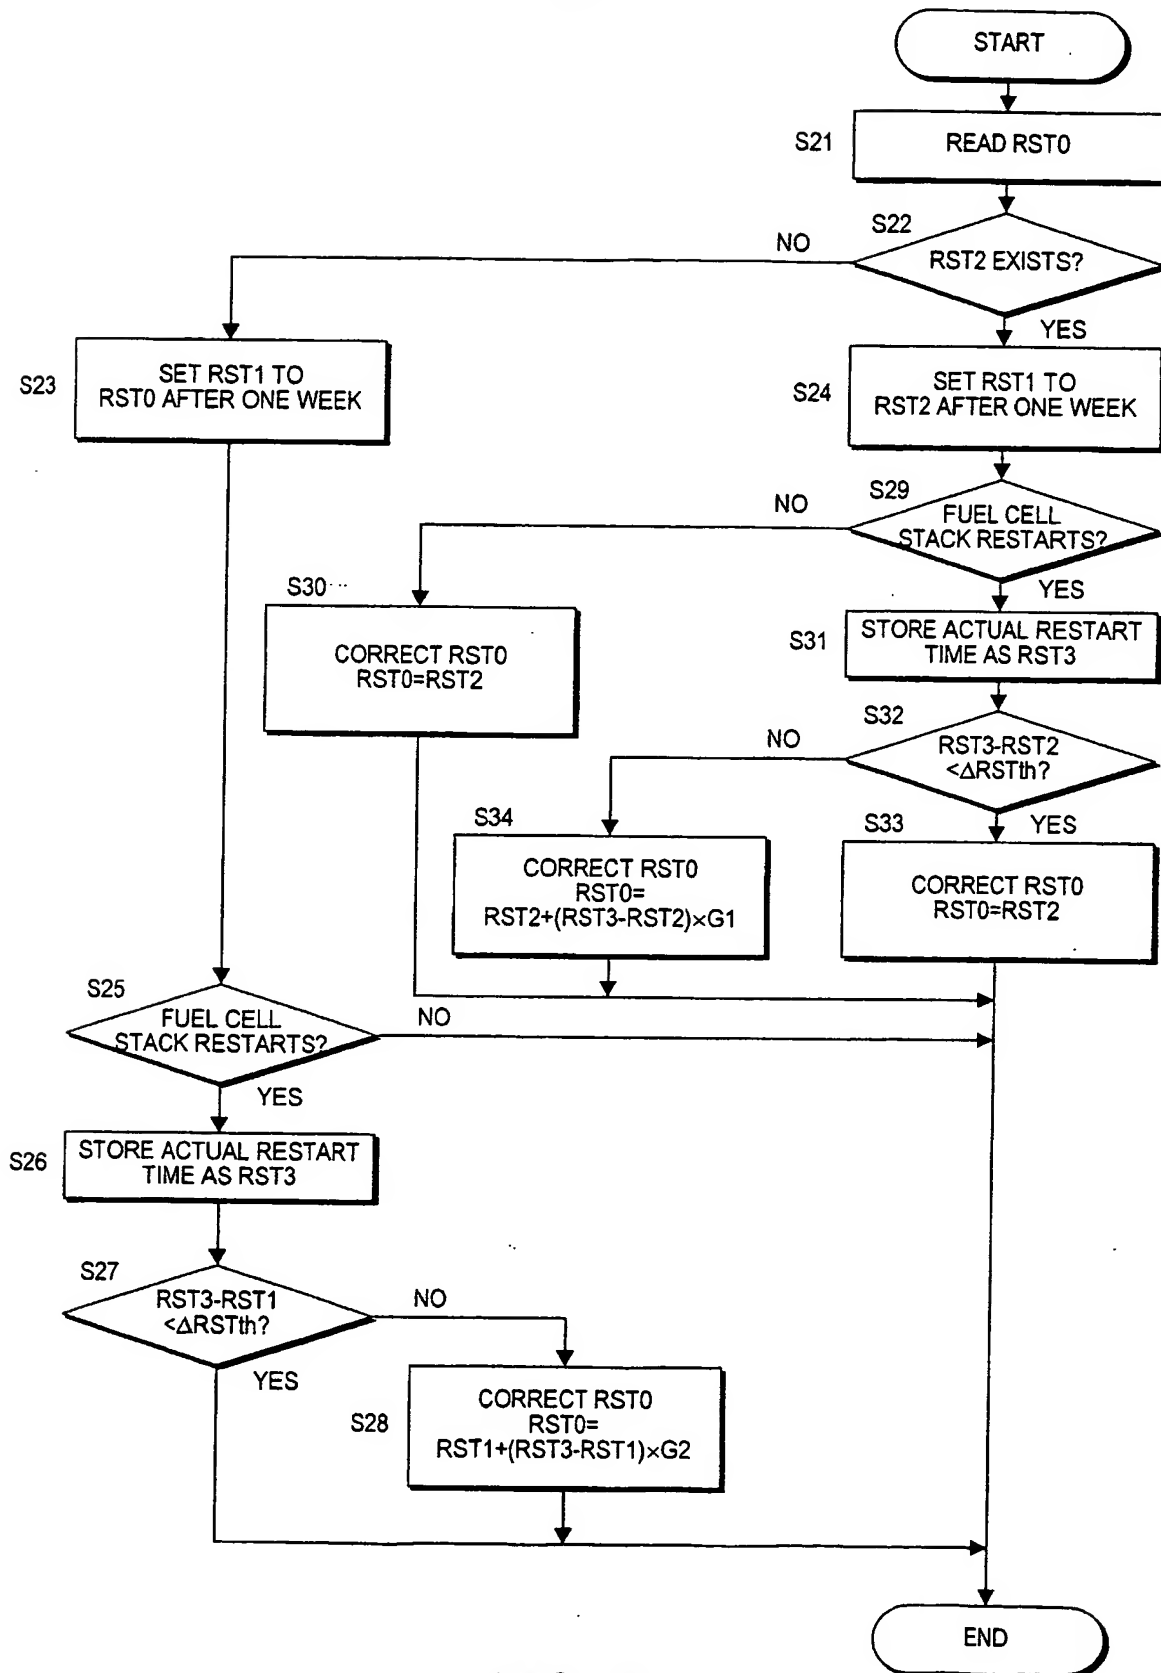 START
S21
READ RST0
S22
RST2 EXISTS?
NO
YES
S23
SET RST1 TO
RST0 AFTER ONE WEEK
S24
SET RST1 TO
RST2 AFTER ONE WEEK
S29
FUEL CELL
STACK RESTARTS?
NO
YES
S30
CORRECT RST0
RST0=RST2
S31
STORE ACTUAL RESTART
TIME AS RST3
S32
RST3-RST2
<ΔRSTth?
NO
YES
S34
CORRECT RST0
RST0=
RST2+(RST3-RST2)×G1
S33
CORRECT RST0
RST0=RST2
S25
FUEL CELL
STACK RESTARTS?
NO
YES
S26
STORE ACTUAL RESTART
TIME AS RST3
S27
RST3-RST1
<ΔRSTth?
NO
YES
S28
CORRECT RST0
RST0=
RST1+(RST3-RST1)×G2
END